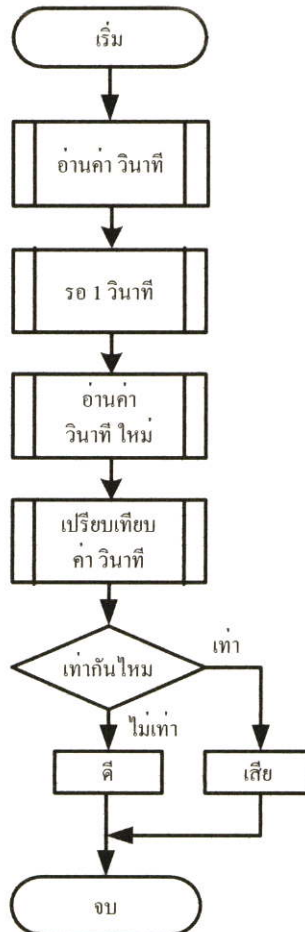 เริ่ม
อ่านค่า วินาที
รอ 1 วินาที
อ่านค่า
วินาที ใหม่
เปรียบเทียบ
ค่า วินาที
เท่ากันไหม
เท่า
ไม่เท่า
ดี
เสีย
จบ